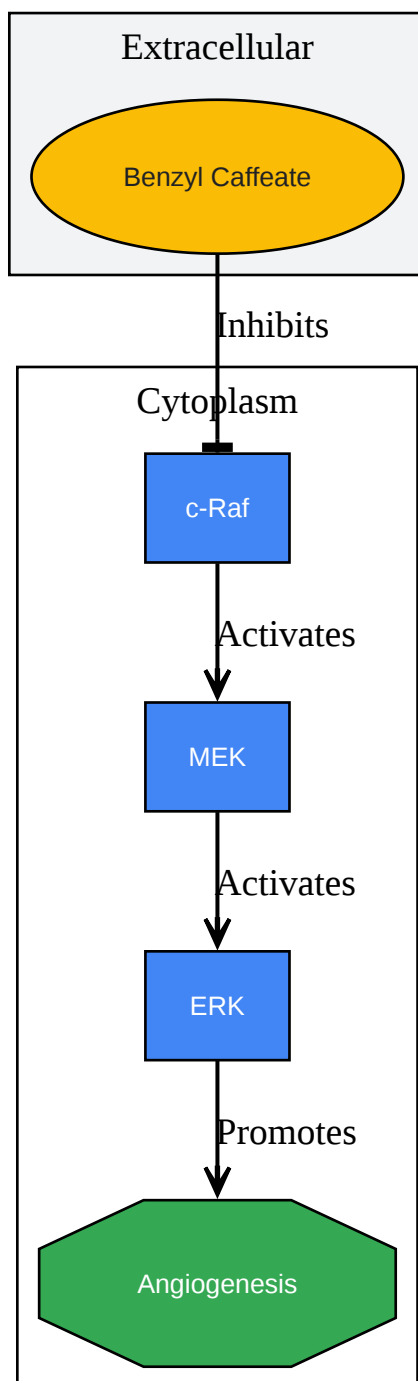 Extracellular
Benzyl Caffeate
Inhibits
Cytoplasm
c-Raf
Activates
MEK
Activates
ERK
Promotes
Angiogenesis